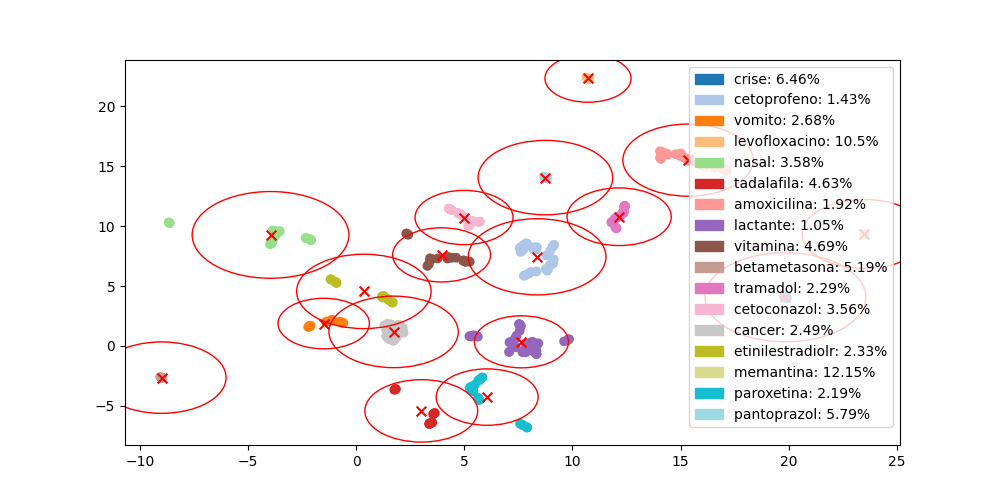 20
15
10
5
0
−5
−10
−5
0
5
10
15
20
25
crise: 6.46%
cetoprofeno: 1.43%
vomito: 2.68%
levofloxacino: 10.5%
nasal: 3.58%
tadalafila: 4.63%
amoxicilina: 1.92%
lactante: 1.05%
vitamina: 4.69%
betametasona: 5.19%
tramadol: 2.29%
cetoconazol: 3.56%
cancer: 2.49%
etinilestradiolr: 2.33%
memantina: 12.15%
paroxetina: 2.19%
pantoprazol: 5.79%